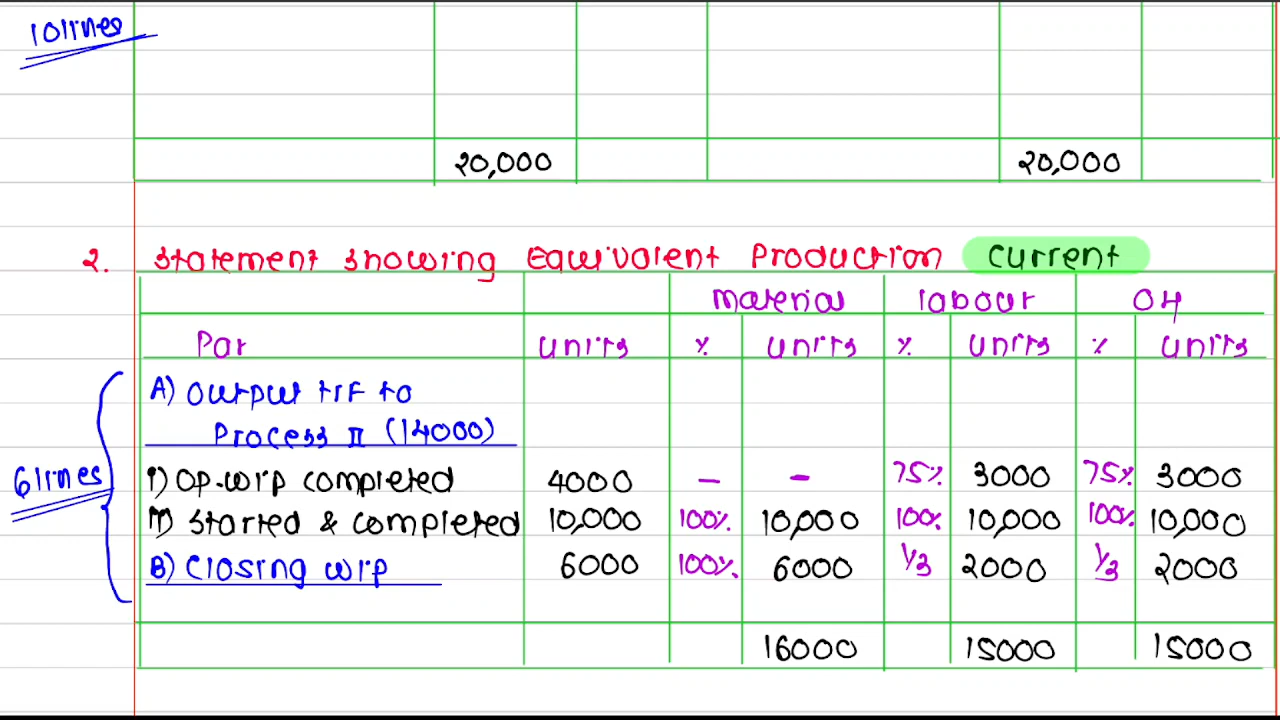 10lines
20,000 20,000
2. Statement showing Equivalent Production Current
Material labour OH
Par units % units % units % units
A) Output trf to
Process II (14000)
i) Op.wip completed 4000 – – 75% 3000 75% 3000
ii) Started & completed 10,000 100% 10,000 100% 10,000 100% 10,000
6 lines
B) Closing wip 6000 100% 6000 1/3 2000 1/3 2000
16000 15000 15000